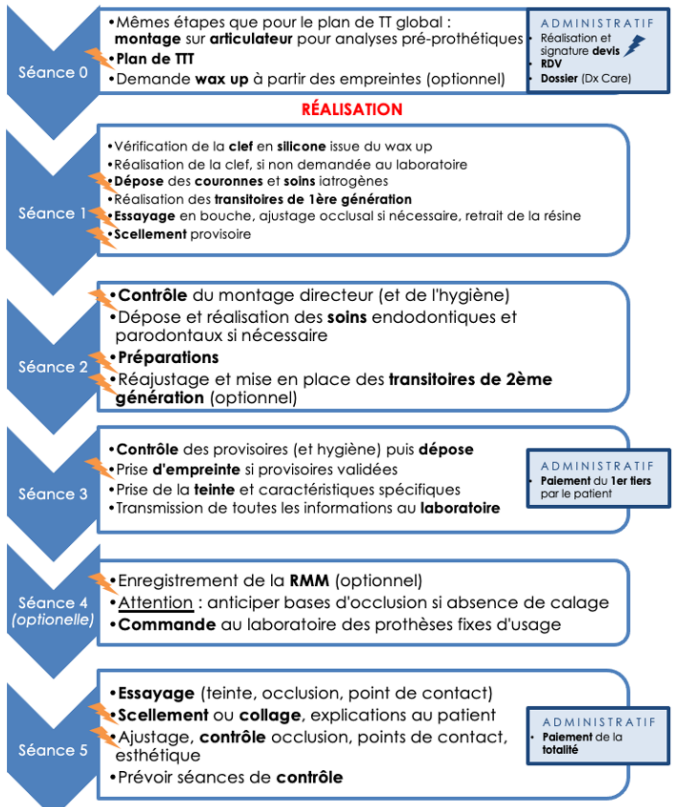 Séance 0
•Mêmes étapes que pour le plan de TT global :
montage sur articulateur pour analyses pré-prothétiques
•Plan de TTT
•Demande wax up à partir des empreintes (optionnel)
ADMINISTRATIF
• Réalisation et
signature devis
• RDV
• Dossier (Dx Care)
RÉALISATION
Séance 1
•Vérification de la clef en silicone issue du wax up
•Réalisation de la clef, si non demandée au laboratoire
•Dépose des couronnes et soins iatrogènes
•Réalisation des transitoires de 1ère génération
•Essayage en bouche, ajustage occlusal si nécessaire, retrait de la résine
•Scellement provisoire
Séance 2
•Contrôle du montage directeur (et de l'hygiène)
•Dépose et réalisation des soins endodontiques et
parodontaux si nécessaire
•Préparations
•Réajustage et mise en place des transitoires de 2ème
génération (optionnel)
Séance 3
•Contrôle des provisoires (et hygiène) puis dépose
•Prise d'empreinte si provisoires validées
•Prise de la teinte et caractéristiques spécifiques
•Transmission de toutes les informations au laboratoire
ADMINISTRATIF
• Paiement du 1er tiers
par le patient
Séance 4
(optionelle)
•Enregistrement de la RMM (optionnel)
•Attention : anticiper bases d'occlusion si absence de calage
•Commande au laboratoire des prothèses fixes d'usage
Séance 5
•Essayage (teinte, occlusion, point de contact)
•Scellement ou collage, explications au patient
•Ajustage, contrôle occlusion, points de contact,
esthétique
•Prévoir séances de contrôle
ADMINISTRATIF
• Paiement de la
totalité